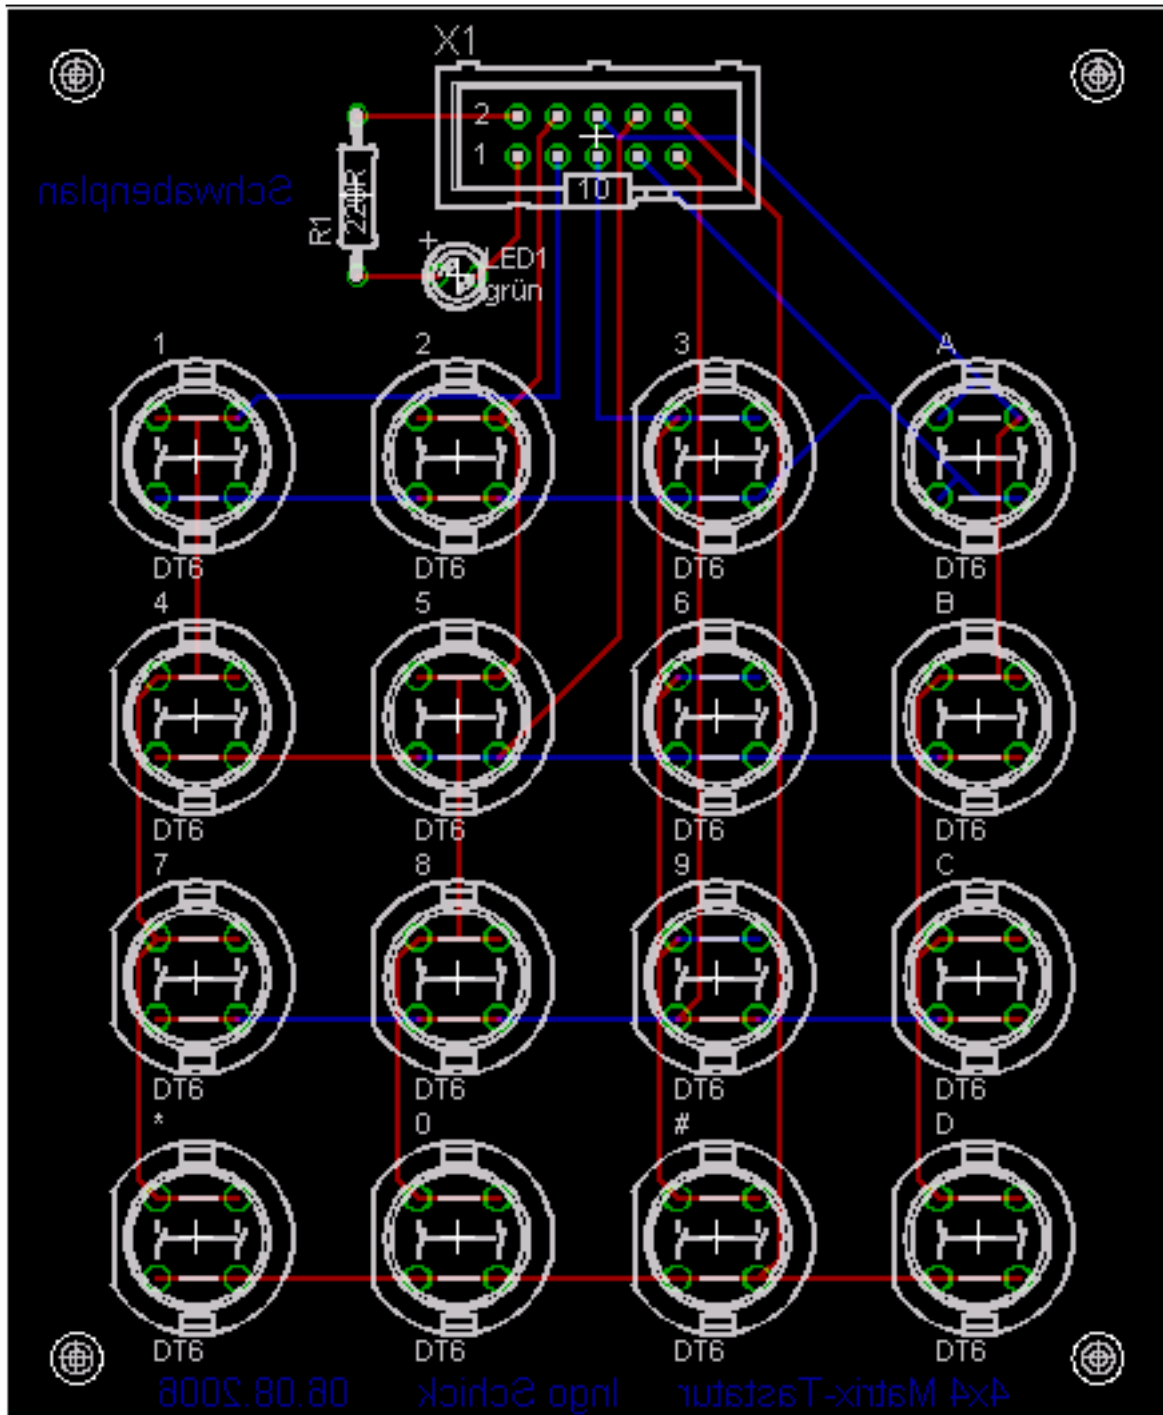 X1
2
1
10
Schwabenplan
R1
220R
+
LED1
grün
1 2 3 A
DT6 DT6 DT6 DT6
4 5 6 B
DT6 DT6 DT6 DT6
7 8 9 C
DT6 DT6 DT6 DT6
* 0 # D
DT6 DT6 DT6 DT6
4x4 Matrix-Tastatur Ingo Schick 06.08.2006